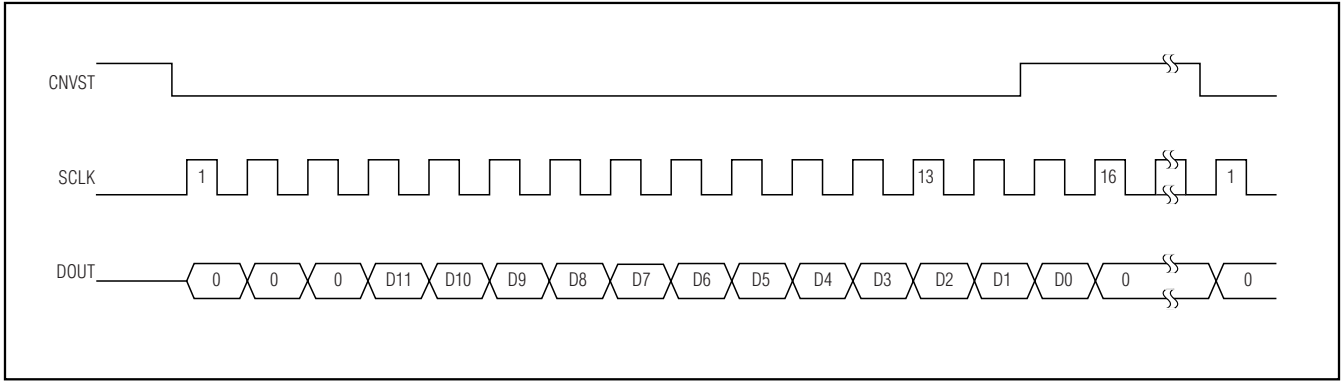 CNVST
SCLK 1 13 16 1
DOUT 0 0 0 D11 D10 D9 D8 D7 D6 D5 D4 D3 D2 D1 D0 0 0